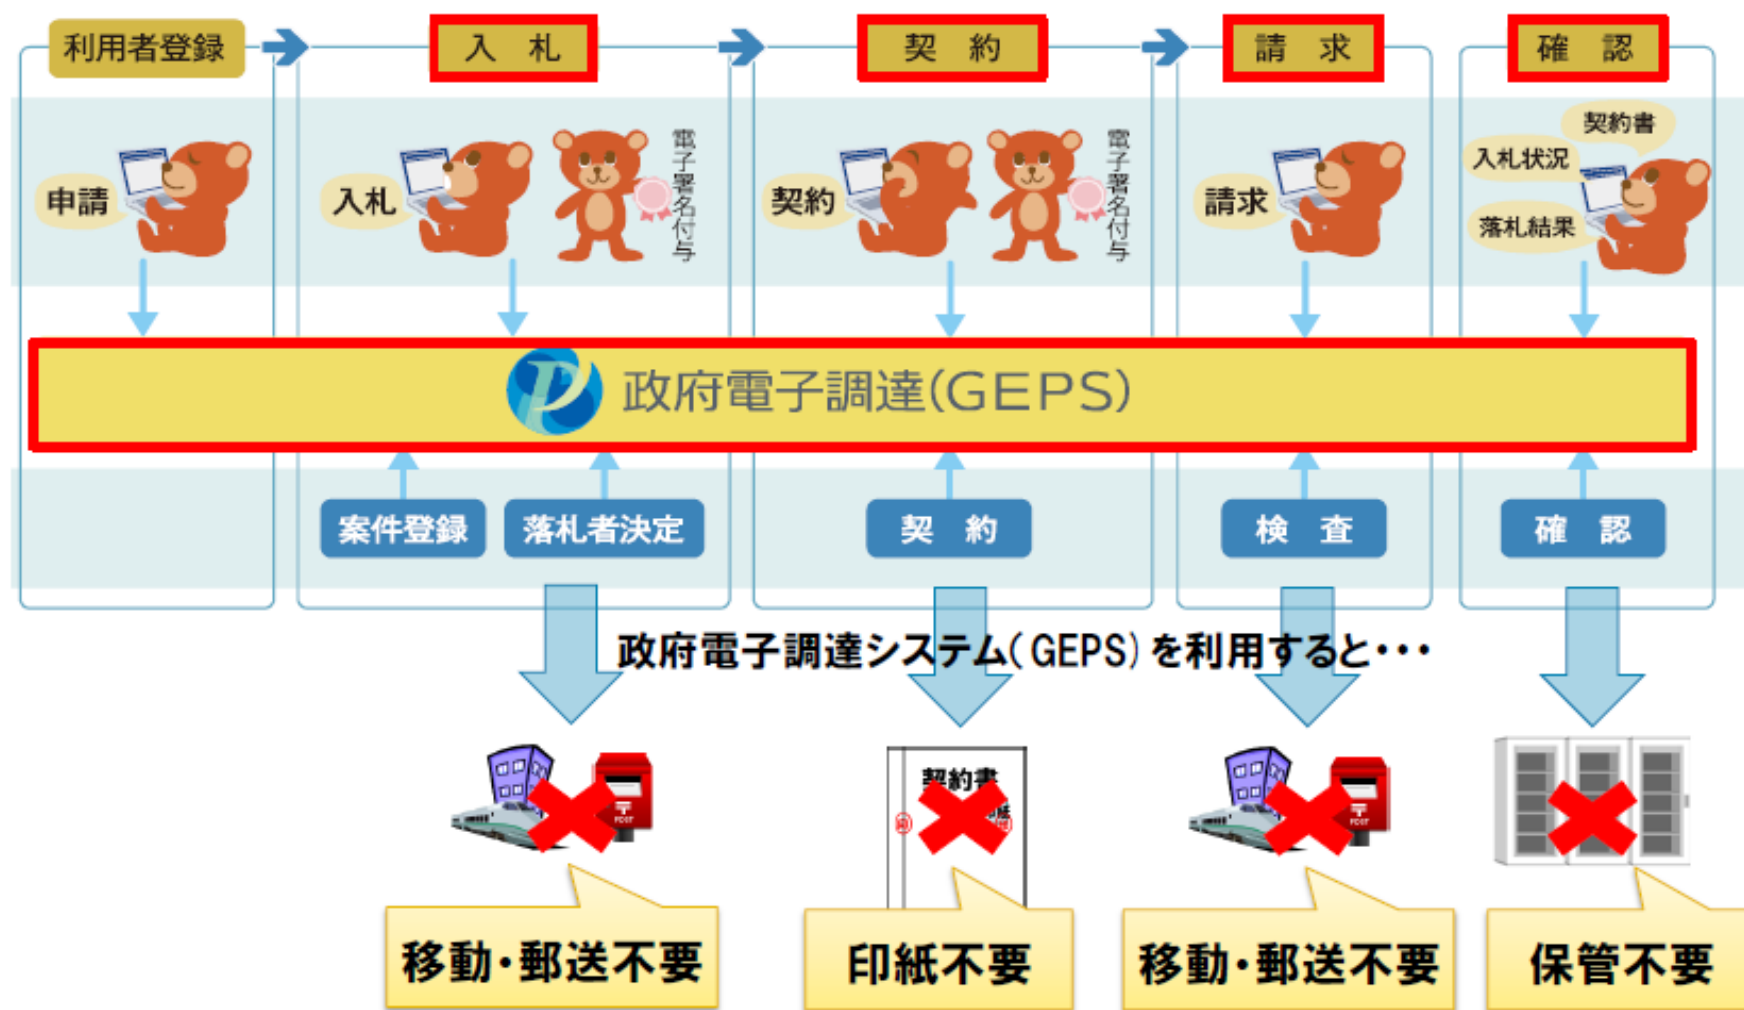 利用者登録
入 札
契 約
請 求
確 認
申請
入札
電子署名付与
契約
電子署名付与
請求
契約書
入札状況
落札結果
政府電子調達(GEPS)
案件登録
落札者決定
契 約
検 査
確 認
政府電子調達システム(GEPS)を利用すると・・・
POST
契約書
POST
移動・郵送不要
印紙不要
移動・郵送不要
保管不要